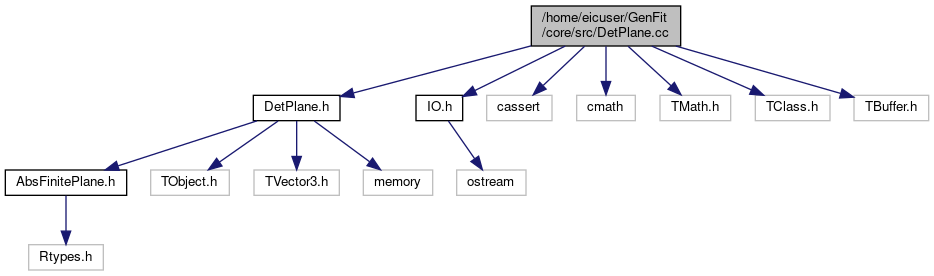 /home/eicuser/GenFit
/core/src/DetPlane.cc
DetPlane.h
IO.h
cassert
cmath
TMath.h
TClass.h
TBuffer.h
AbsFinitePlane.h
TObject.h
TVector3.h
memory
ostream
Rtypes.h